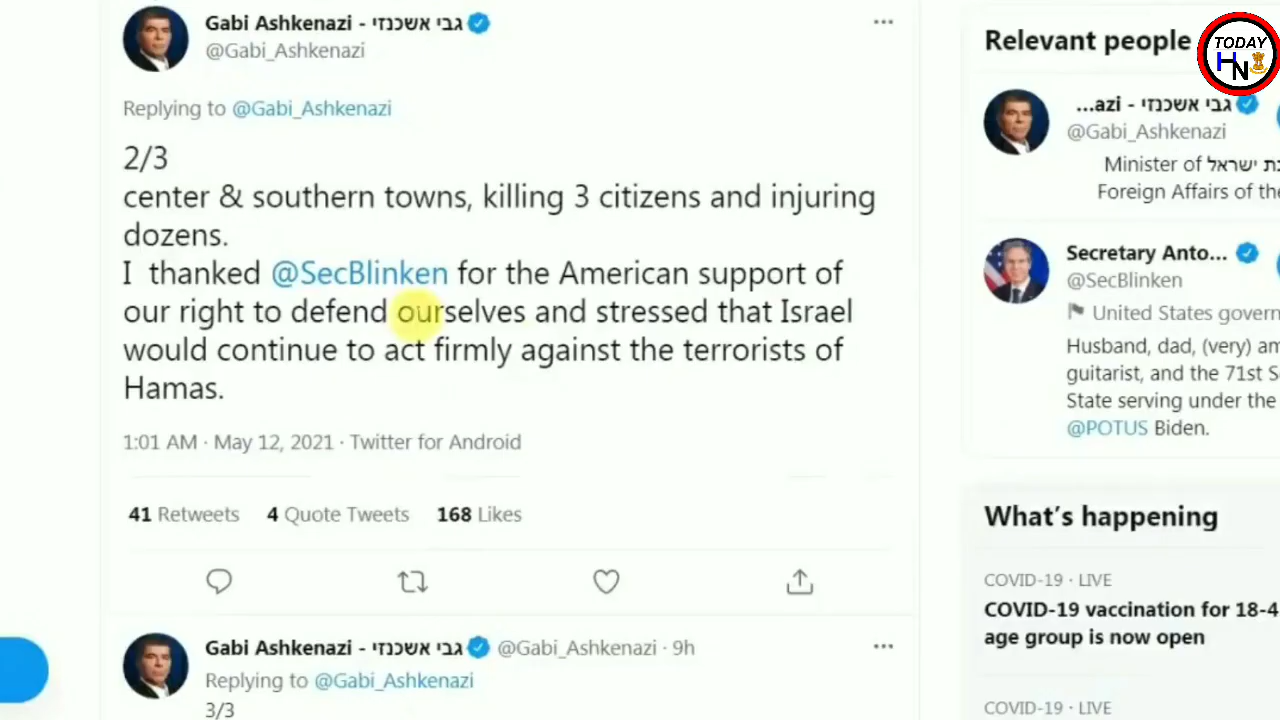 Gabi Ashkenazi - גבי אשכנזי
@Gabi_Ashkenazi
Replying to @Gabi_Ashkenazi
2/3
center & southern towns, killing 3 citizens and injuring
dozens.
I thanked @SecBlinken for the American support of
our right to defend ourselves and stressed that Israel
would continue to act firmly against the terrorists of
Hamas.
1:01 AM · May 12, 2021 · Twitter for Android
41 Retweets 4 Quote Tweets 168 Likes
Gabi Ashkenazi - גבי אשכנזי @Gabi_Ashkenazi · 9h
Replying to @Gabi_Ashkenazi
3/3
Relevant people
...azi - גבי אשכנזי
@Gabi_Ashkenazi
Minister of ת ישראל
Foreign Affairs of the
Secretary Anto...
@SecBlinken
United States govern
Husband, dad, (very) am
guitarist, and the 71st S
State serving under the
@POTUS Biden.
What's happening
COVID-19 · LIVE
COVID-19 vaccination for 18-4
age group is now open
COVID-19 · LIVE
TODAY
HN